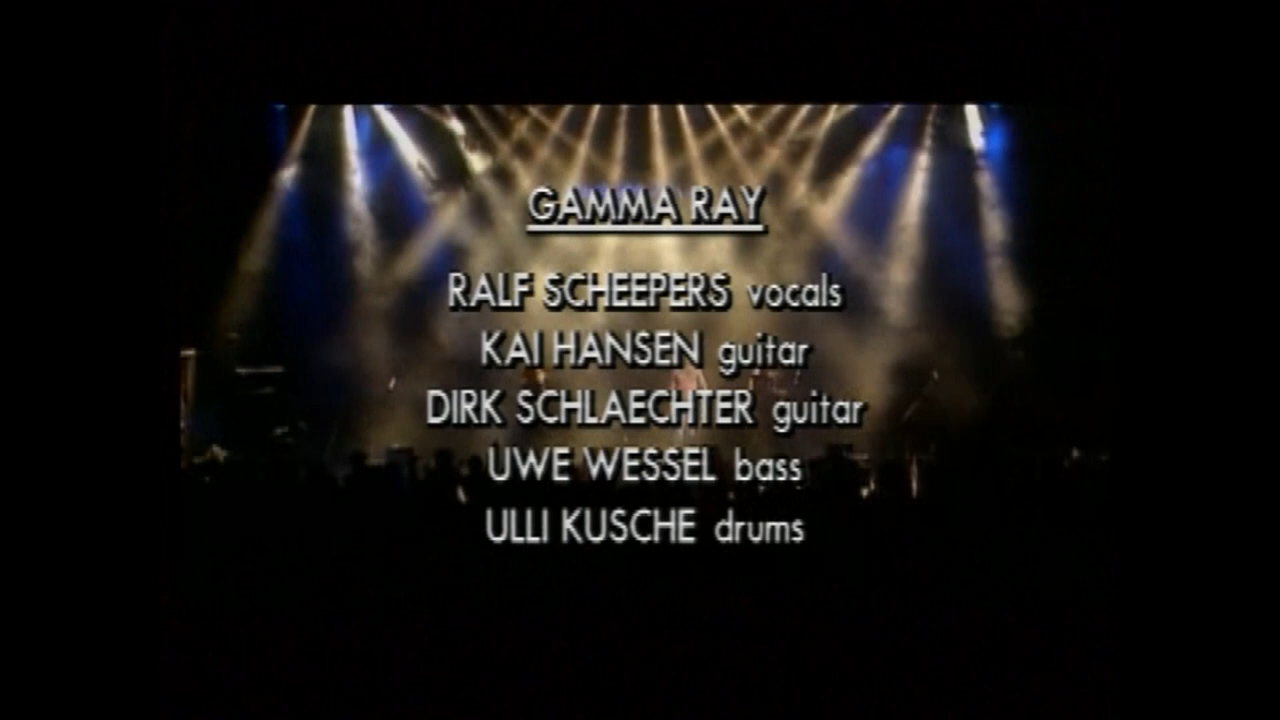 GAMMA RAY
RALF SCHEEPERS vocals
KAI HANSEN guitar
DIRK SCHLAECHTER guitar
UWE WESSEL bass
ULLI KUSCHE drums